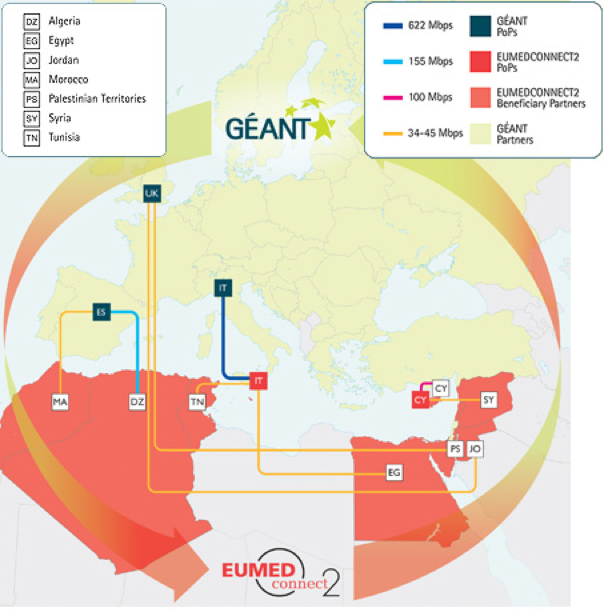 DZ Algeria
EG Egypt
JO Jordan
MA Morocco
PS Palestinian Territories
SY Syria
TN Tunisia
622 Mbps
GÉANT
PoPs
155 Mbps
EUMEDCONNECT2
PoPs
100 Mbps
EUMEDCONNECT2
Beneficiary Partners
34-45 Mbps
GÉANT
Partners
GÉANT
UK
IT
ES
IT
CY
MA
DZ
TN
CY
SY
PS
JO
EG
EUMED
connect2